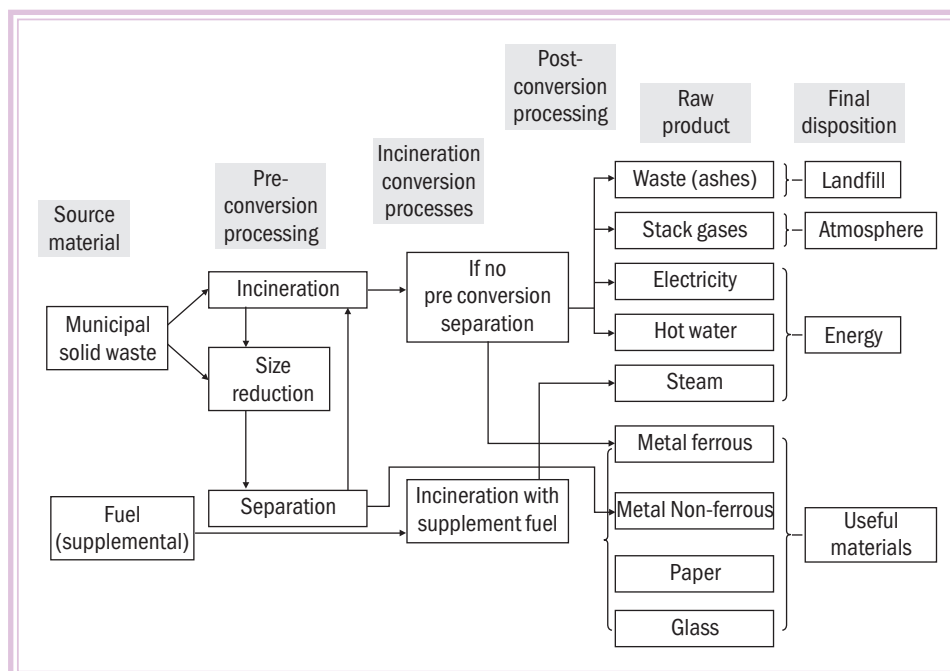 Source
material
Pre-
conversion
processing
Incineration
conversion
processes
Post-
conversion
processing
Raw
product
Final
disposition
Municipal
solid waste
Fuel
(supplemental)
Incineration
Size
reduction
Separation
If no
pre conversion
separation
Incineration with
supplement fuel
Waste (ashes)
Stack gases
Electricity
Hot water
Steam
Metal ferrous
Metal Non-ferrous
Paper
Glass
Landfill
Atmosphere
Energy
Useful
materials